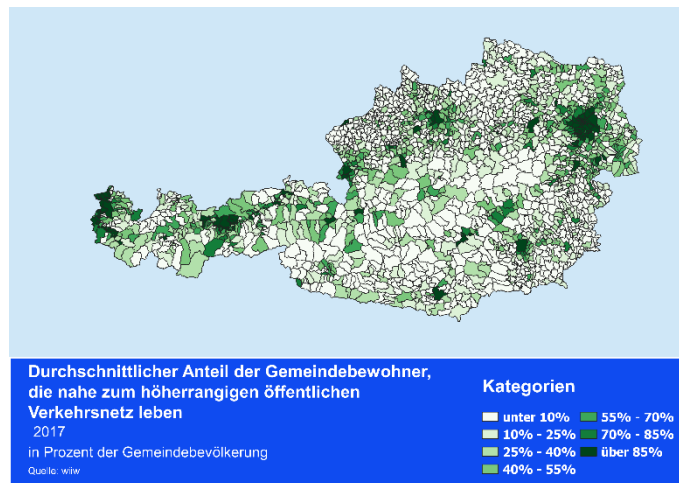 Durchschnittlicher Anteil der Gemeindebewohner,
die nahe zum höherrangigen öffentlichen
Verkehrsnetz leben
2017
in Prozent der Gemeindebevölkerung
Quelle: wiiw
Kategorien
unter 10%
10% - 25%
25% - 40%
40% - 55%
55% - 70%
70% - 85%
über 85%